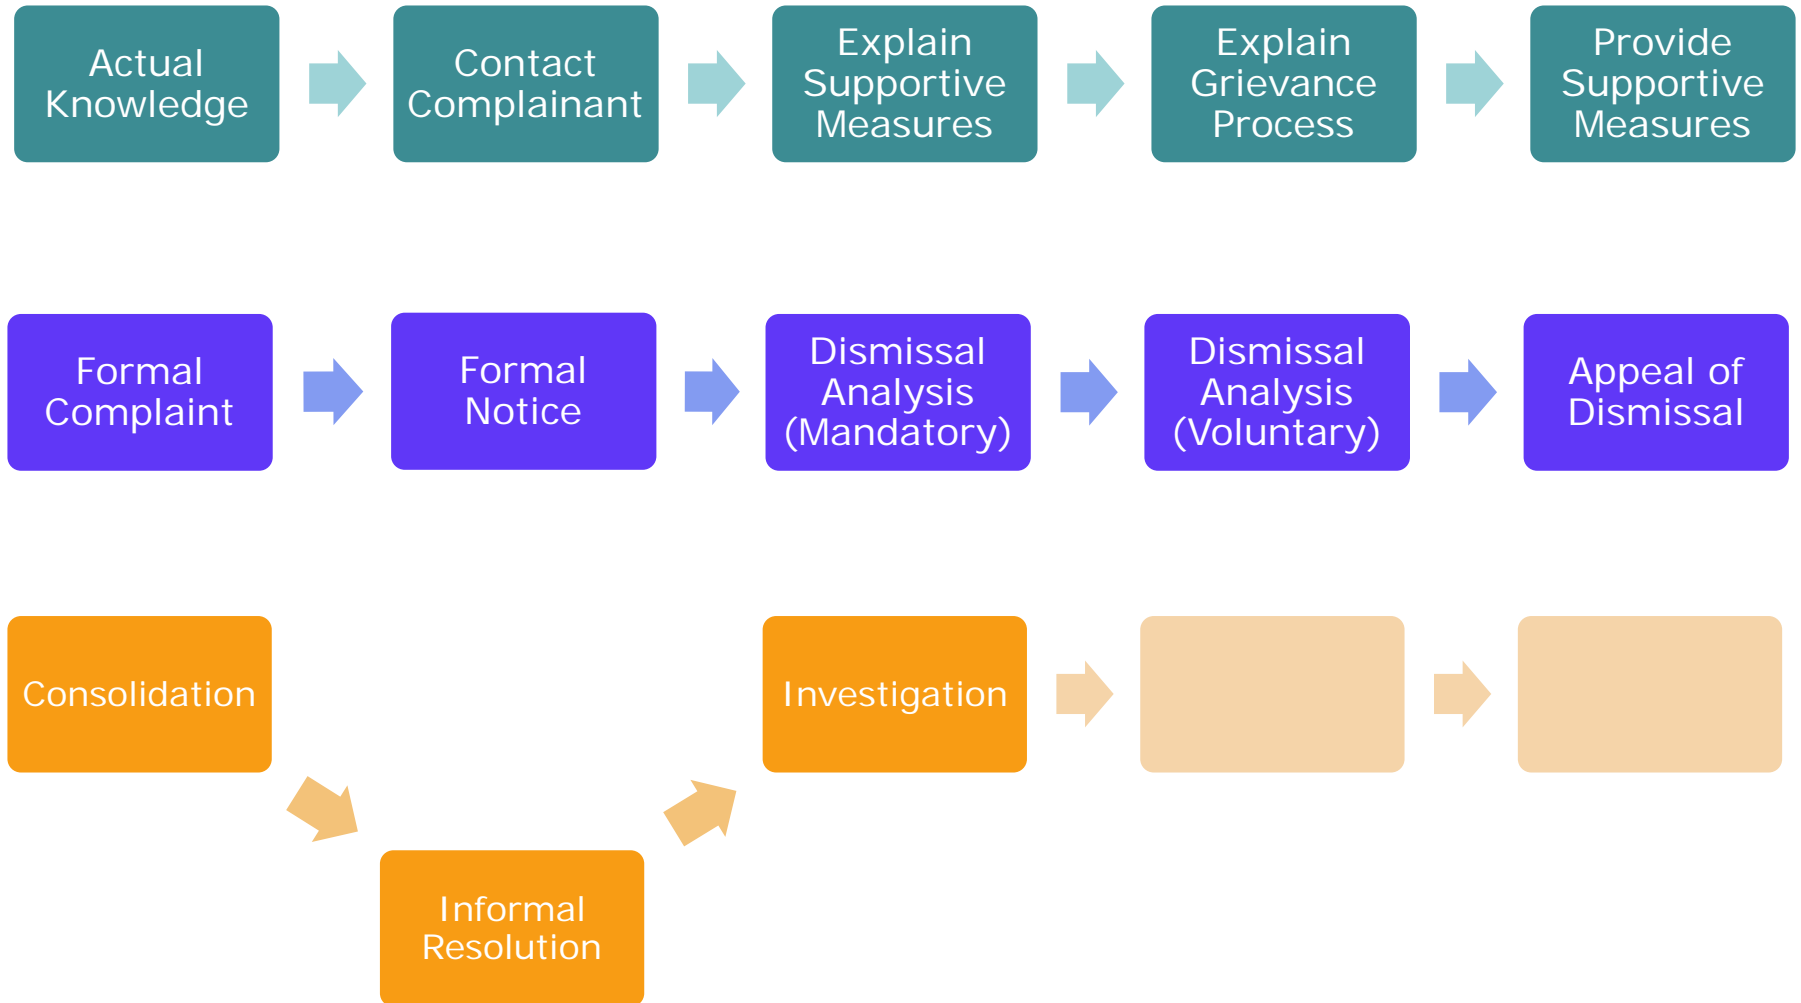 Actual
Knowledge
Contact
Complainant
Explain
Supportive
Measures
Explain
Grievance
Process
Provide
Supportive
Measures
Formal
Complaint
Formal
Notice
Dismissal
Analysis
(Mandatory)
Dismissal
Analysis
(Voluntary)
Appeal of
Dismissal
Consolidation
Informal
Resolution
Investigation